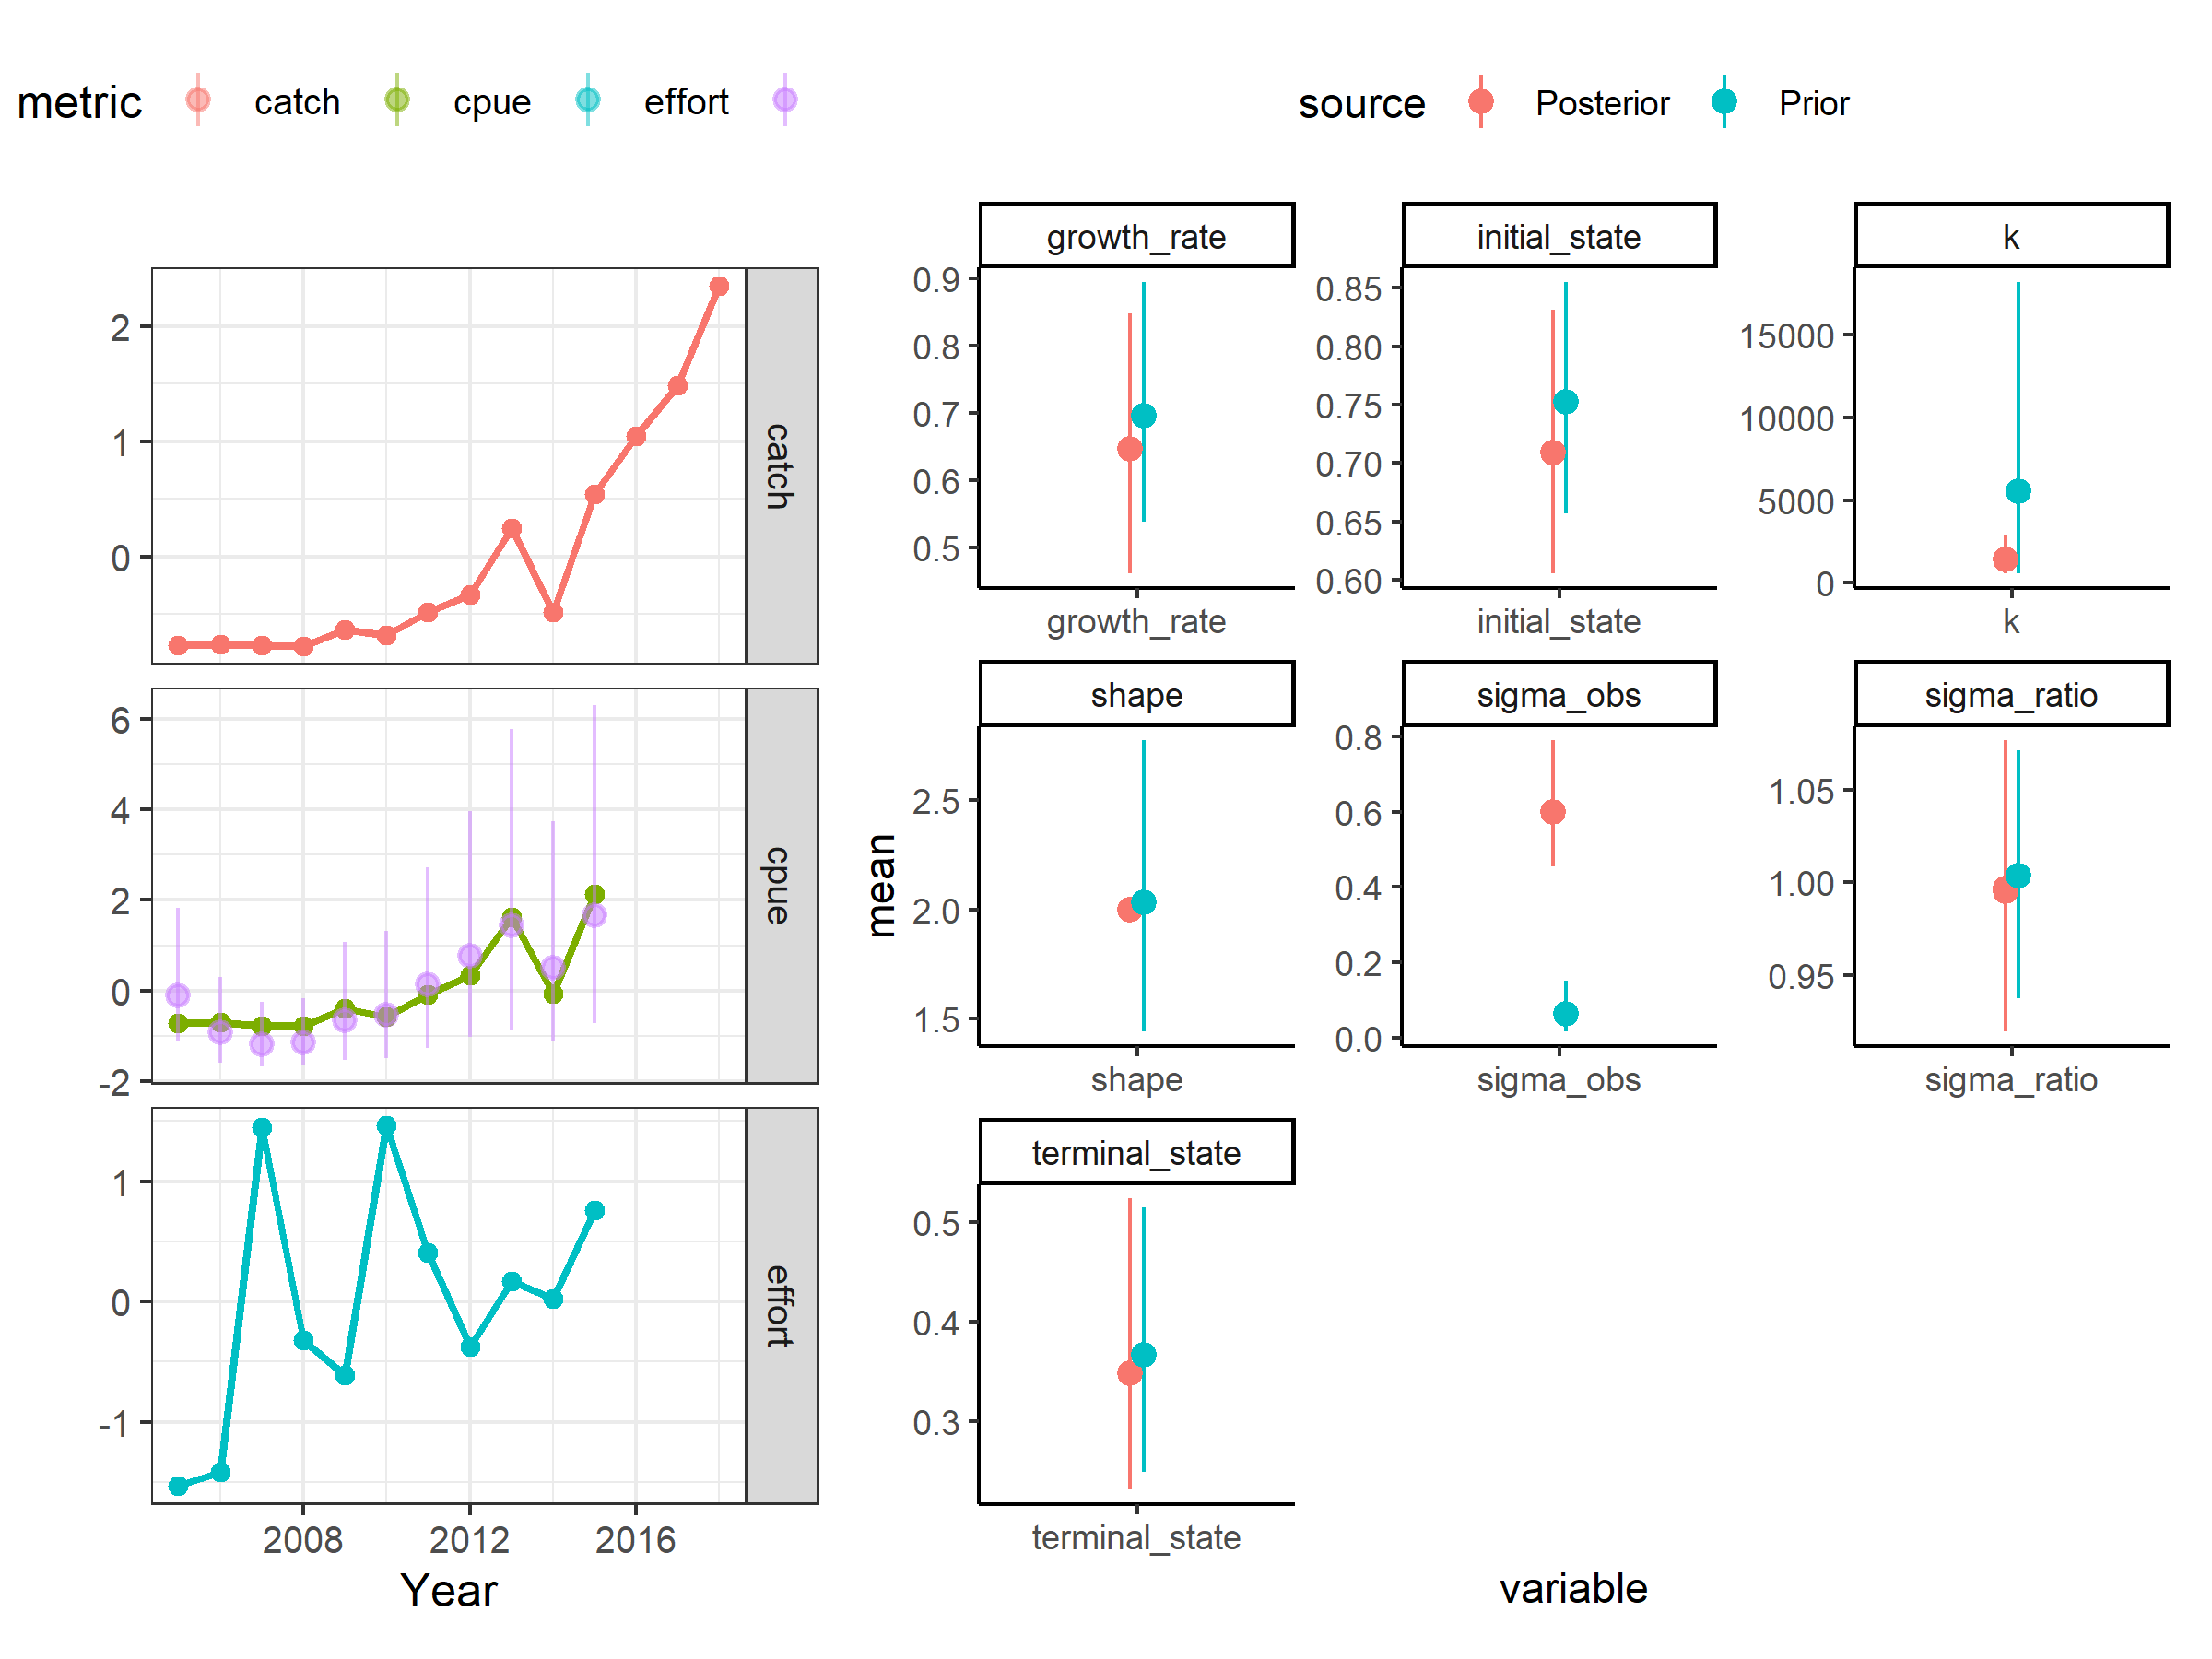 metric catch cpue effort
source Posterior Prior
2
1
0
catch
6
4
2
0
-2
cpue
1
0
-1
effort
2008 2012 2016
Year
mean
growth_rate
0.9
0.8
0.7
0.6
0.5
growth_rate
initial_state
0.85
0.80
0.75
0.70
0.65
0.60
initial_state
k
15000
10000
5000
0
k
shape
2.5
2.0
1.5
shape
sigma_obs
0.8
0.6
0.4
0.2
0.0
sigma_obs
sigma_ratio
1.05
1.00
0.95
sigma_ratio
terminal_state
0.5
0.4
0.3
terminal_state
variable